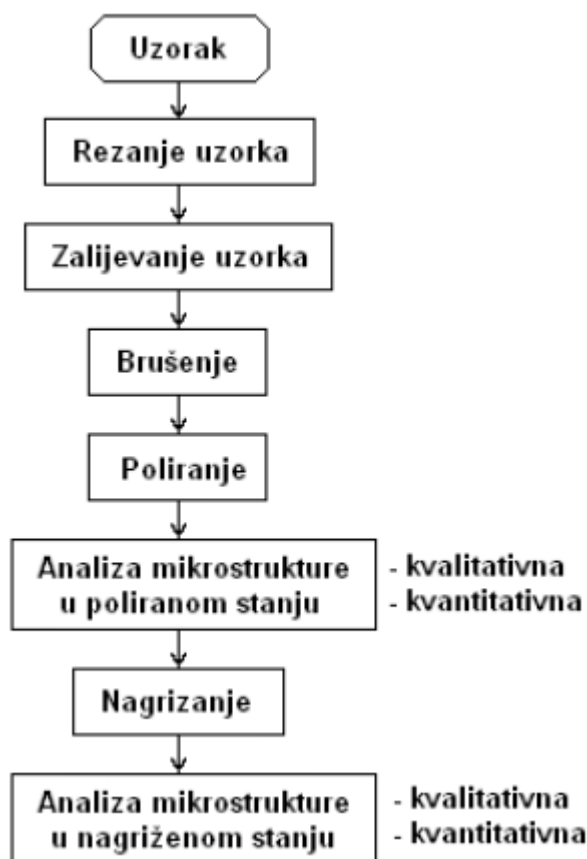 Uzorak
Rezanje uzorka
Zalijevanje uzorka
Brušenje
Poliranje
Analiza mikrostrukture
u poliranom stanju
- kvalitativna
- kvantitativna
Nagrizanje
Analiza mikrostrukture
u nagriženom stanju
- kvalitativna
- kvantitativna